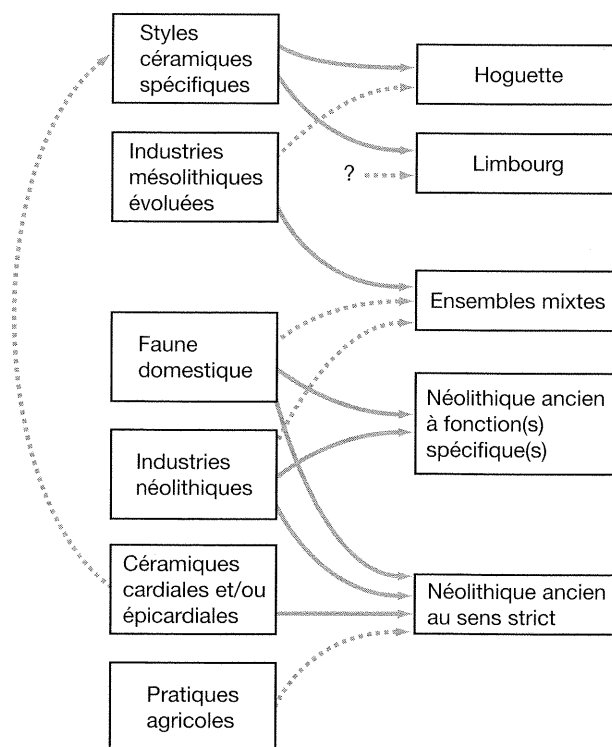 Styles
céramiques
spécifiques
Hoguette
Industries
mésolithiques
évoluées
?
Limbourg
Ensembles mixtes
Faune
domestique
Néolithique ancien
à fonction(s)
spécifique(s)
Industries
néolithiques
Céramiques
cardiales et/ou
épicardiales
Néolithique ancien
au sens strict
Pratiques
agricoles